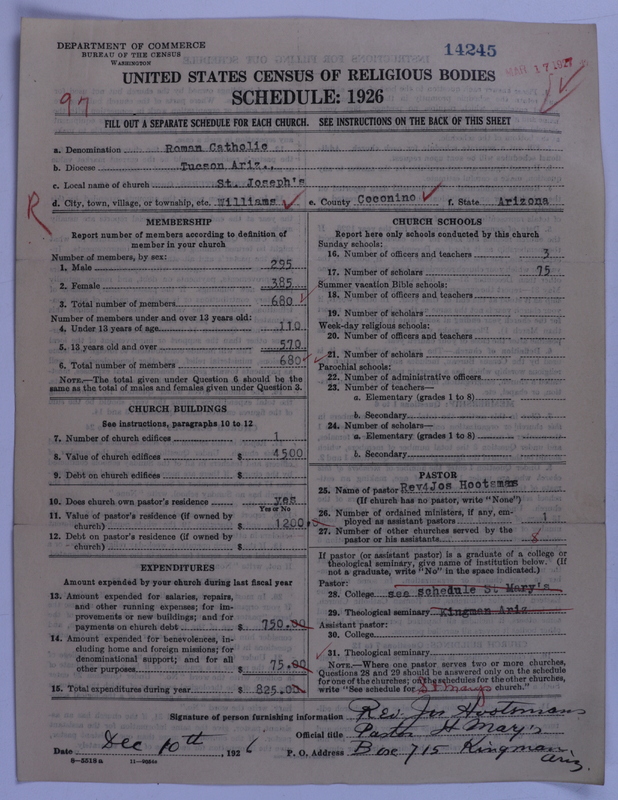 DEPARTMENT OF COMMERCE
BUREAU OF THE CENSUS
WASHINGTON
14245
MAR 17 1927
UNITED STATES CENSUS OF RELIGIOUS BODIES
SCHEDULE: 1926
97
FILL OUT A SEPARATE SCHEDULE FOR EACH CHURCH. SEE INSTRUCTIONS ON THE BACK OF THIS SHEET
a. Denomination Roman Catholic
b. Diocese Tucson Ariz.,
c. Local name of church St. Joseph's
d. City, town, village, or township, etc. Williams e. County Coconino f. State Arizona
R
MEMBERSHIP
Report number of members according to definition of
member in your church
Number of members, by sex:
1. Male 295
2. Female 385
3. Total number of members 680
Number of members under and over 13 years old:
4. Under 13 years of age 110
5. 13 years old and over 570
6. Total number of members 680
NOTE.—The total given under Question 6 should be
same as the total of males and females given under Question 3.
CHURCH BUILDINGS
See instructions, paragraphs 10 to 12
7. Number of church edifices 1
8. Value of church edifices $ 4500
9. Debt on church edifices $
10. Does church own pastor's residence yes
Yes or No
11. Value of pastor's residence (if owned by
church) $ 1200
12. Debt on pastor's residence (if owned by
church) $
EXPENDITURES
Amount expended by your church during last fiscal year
13. Amount expended for salaries, repairs,
and other running expenses; for im-
provements or new buildings; and for
payments on church debt $ 750.00
14. Amount expended for benevolences, in-
cluding home and foreign missions; for
denominational support; and for all
other purposes $ 75.00
15. Total expenditures during year $ 825.00
CHURCH SCHOOLS
Report here only schools conducted by this church
Sunday schools:
16. Number of officers and teachers 3
17. Number of scholars 75
Summer vacation Bible schools:
18. Number of officers and teachers
19. Number of scholars
Week-day religious schools:
20. Number of officers and teachers
21. Number of scholars
Parochial schools:
22. Number of administrative officers
23. Number of teachers—
a. Elementary (grades 1 to 8)
b. Secondary
24. Number of scholars—
a. Elementary (grades 1 to 8)
b. Secondary
PASTOR
25. Name of pastor Rev4Jos Hootsmas
(If church has no pastor, write "None")
26. Number of ordained ministers, if any, em-
ployed as assistant pastors 1
27. Number of other churches served by the
pastor or his assistants 8
If pastor (or assistant pastor) is a graduate of a college or
theological seminary, give name of institution below. (If
not a graduate, write "No" in the space indicated.)
Pastor:
28. College see schedule St Mary's
29. Theological seminary Kingman Ariz
Assistant pastor:
30. College
31. Theological seminary
NOTE.—Where one pastor serves two or more churches,
Questions 28 and 29 should be answered only on the schedule
for one of the churches; on the schedules for the other churches,
write "See schedule for St Marys church."
Signature of person furnishing information Rev. Jos Hootsmans
Official title Pastor St Mary's
Date Dec 10th, 1926 P. O. Address Box 715 Kingman
Ariz.
8—5518 a